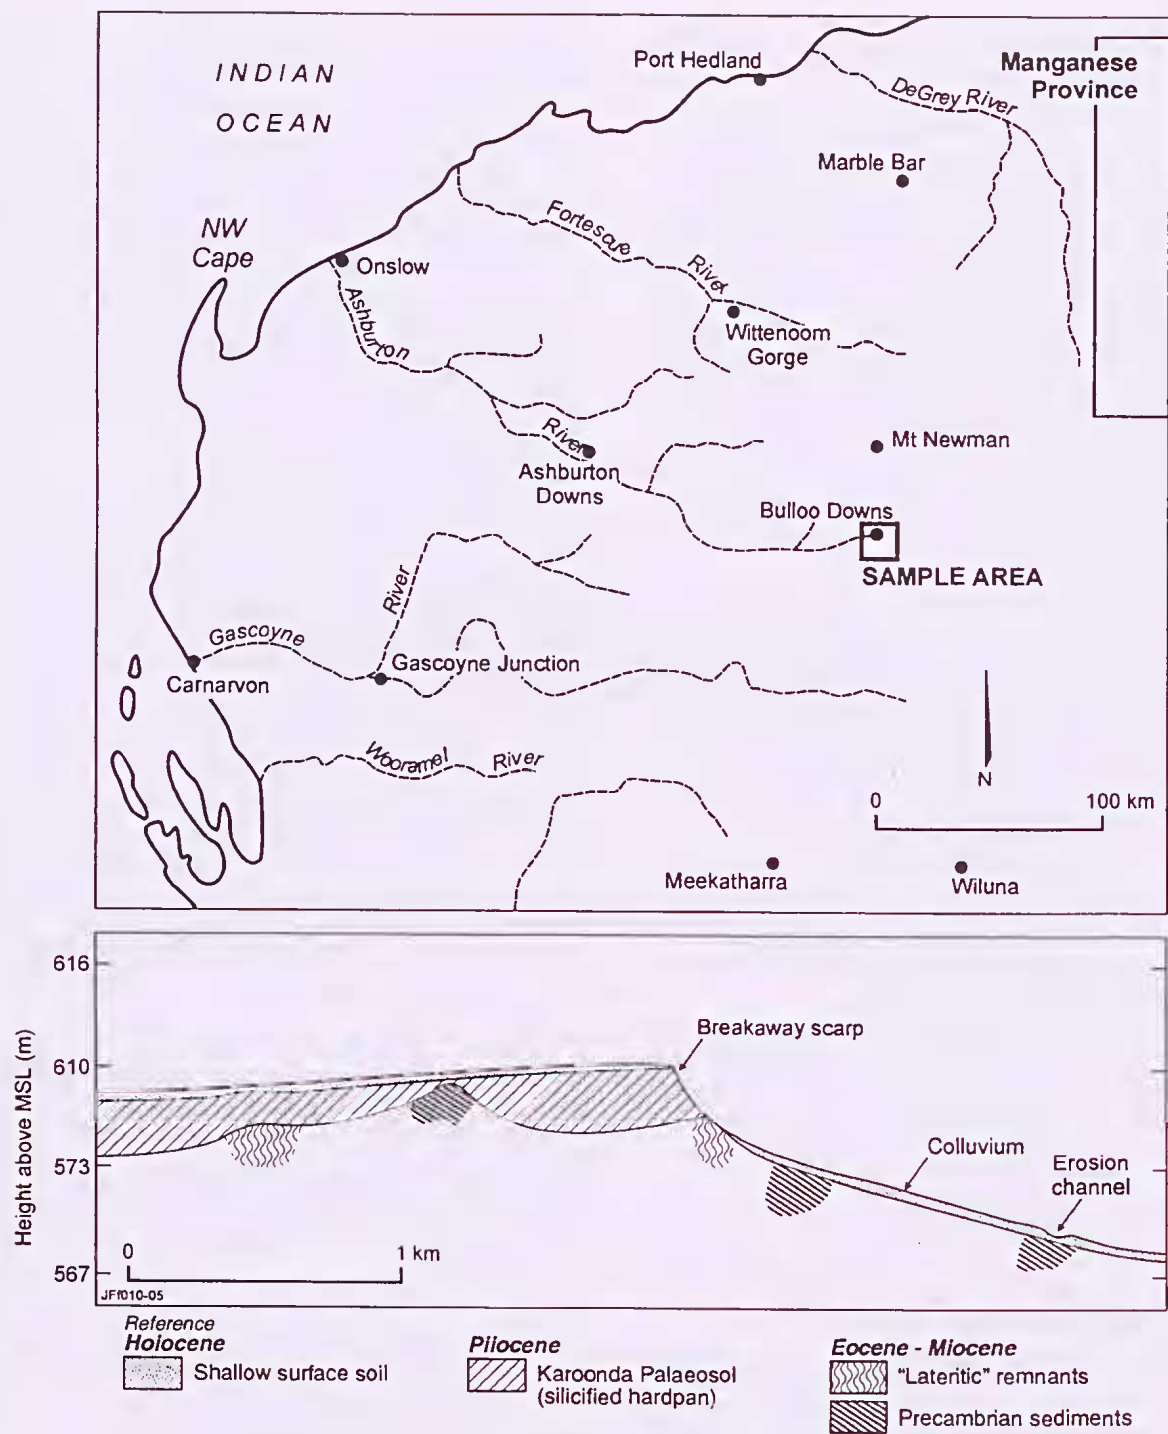 INDIAN
OCEAN
Port Hedland
Manganese
Province
DeGrey River
Marble Bar
NW
Cape
Fortescue
River
Onslow
Ashburton
Wittenoom
Gorge
River
Ashburton
Downs
Mt Newman
Bulloo Downs
SAMPLE AREA
River
Gascoyne
Gascoyne Junction
Carnarvon
Wooramel
River
N
0
100 km
Meekatharra
Wiluna
616
Breakaway scarp
610
Height above MSL (m)
573
Colluvium
Erosion
channel
0
1 km
567
JFf010-05
Reference
Holocene
Shallow surface soil
Pliocene
Karoonda Palaeosol
(silicified hardpan)
Eocene - Miocene
"Lateritic" remnants
Precambrian sediments